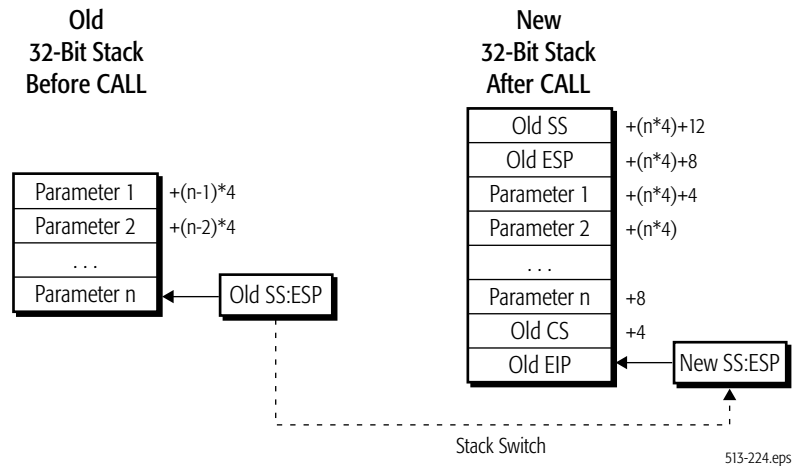 Old
32-Bit Stack
Before CALL
New
32-Bit Stack
After CALL
Old SS +(n*4)+12
Old ESP +(n*4)+8
Parameter 1 +(n-1)*4
Parameter 1 +(n*4)+4
Parameter 2 +(n-2)*4
Parameter 2 +(n*4)
. . .
. . .
Parameter n
Old SS:ESP
Parameter n +8
Old CS +4
Old EIP
New SS:ESP
Stack Switch
513-224.eps